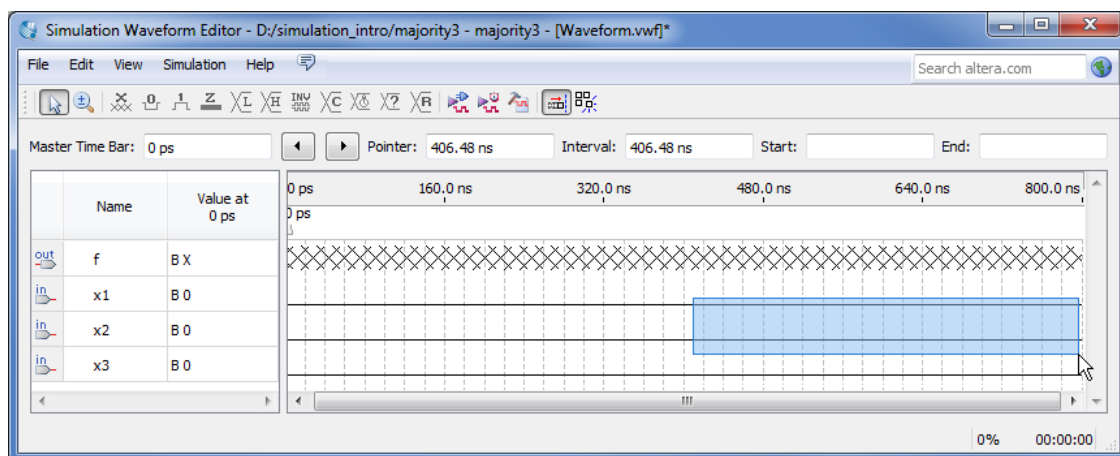 Simulation Waveform Editor - D:/simulation_intro/majority3 - majority3 - [Waveform.vwf]*
File Edit View Simulation Help Search altera.com
Master Time Bar: 0 ps Pointer: 406.48 ns Interval: 406.48 ns Start: End:
Name Value at 0 ps 0 ps 160.0 ns 320.0 ns 480.0 ns 640.0 ns 800.0 ns
0 ps
out f B X
in x1 B 0
in x2 B 0
in x3 B 0
0% 00:00:00